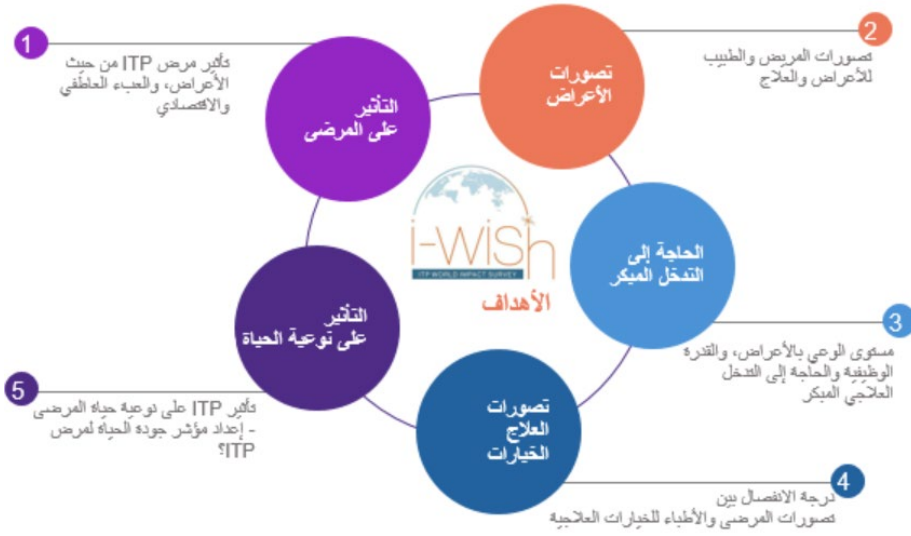 1
تأثير مرض ITP من حيث
الأعراض، والعبء العاطفي
والاقتصادي
التأثير
على المرضى
2
تصورات المريض والطبيب
للأعراض والعلاج
تصورات
الأعراض
3
مستوى الوعي بالأعراض، والقدرة
الوظيفية والحاجة إلى التدخل
العلاجي المبكر
الحاجة إلى
التدخل المبكر
4
درجة الانفصال بين
تصورات المرضى والأطباء للخيارات العلاجية
تصورات
العلاج
الخيارات
5
تأثير ITP على نوعية حياة المرضى
- إعداد مؤشر جودة الحياة لمرض
ITP؟
التأثير
على نوعية الحياة
i-WISh
ITP WORLD IMPACT SURVEY
الأهداف